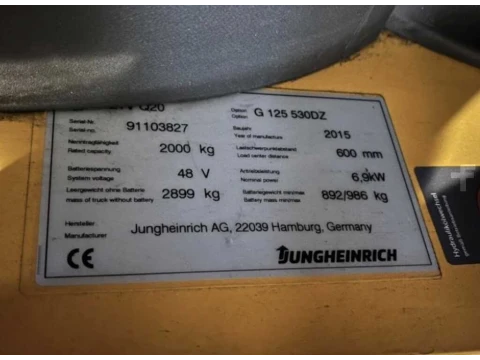 Q20
Option G 125 530DZ
Serial-Nr.
Serial-no. 91103827
Baujahr
Year of manufacture 2015
Nenntragfähigkeit
Rated capacity 2000 kg
Lastschwerpunktabstand
Load center distance 600 mm
Batteriespannung
System voltage 48 V
Antriebsleistung
Nominal power 6,9kW
Leergewicht ohne Batterie
mass of truck without battery 2899 kg
Batteriegewicht min/max
Battery mass min/max 892/986 kg
Hersteller
Manufacturer Jungheinrich AG, 22039 Hamburg, Germany
CE JUNGHEINRICH
Hydraulikölwechsel